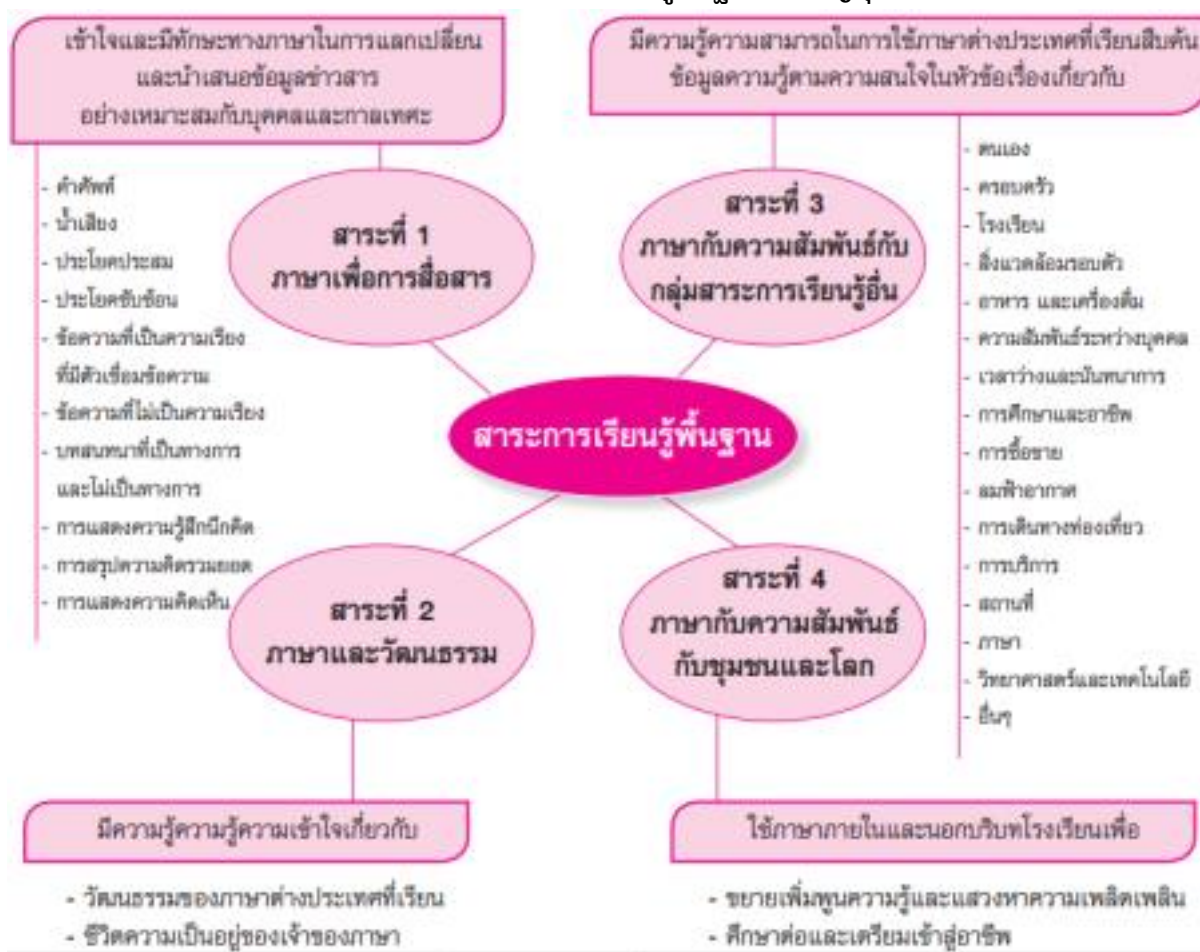 เข้าใจและมีทักษะทางภาษาในการแลกเปลี่ยน
และนำเสนอข้อมูลข่าวสาร
อย่างเหมาะสมกับบุคคลและกาลเทศะ
- คำศัพท์
- น้ำเสียง
- ประโยคประสม
- ประโยคซับซ้อน
- ข้อความที่เป็นความเรียง
ที่มีตัวเชื่อมข้อความ
- ข้อความที่ไม่เป็นความเรียง
- บทสนทนาที่เป็นทางการ
และไม่เป็นทางการ
- การแสดงความรู้สึกนึกคิด
- การสรุปความคิดรวบยอด
- การแสดงความคิดเห็น
สาระที่ 1
ภาษาเพื่อการสื่อสาร
มีความรู้ความสามารถในการใช้ภาษาต่างประเทศที่เรียนสืบค้น
ข้อมูลความรู้ตามความสนใจในหัวข้อเรื่องเกี่ยวกับ
สาระที่ 3
ภาษากับความสัมพันธ์กับ
กลุ่มสาระการเรียนรู้อื่น
- ตนเอง
- ครอบครัว
- โรงเรียน
- สิ่งแวดล้อมรอบตัว
- อาหาร และเครื่องดื่ม
- ความสัมพันธ์ระหว่างบุคคล
- เวลาว่างและนันทนาการ
- การศึกษาและอาชีพ
- การซื้อขาย
- ลมฟ้าอากาศ
- การเดินทางท่องเที่ยว
- การบริการ
- สถานที่
- ภาษา
- วิทยาศาสตร์และเทคโนโลยี
- อื่นๆ
สาระการเรียนรู้พื้นฐาน
สาระที่ 2
ภาษาและวัฒนธรรม
มีความรู้ความรู้ความเข้าใจเกี่ยวกับ
- วัฒนธรรมของภาษาต่างประเทศที่เรียน
- ชีวิตความเป็นอยู่ของเจ้าของภาษา
สาระที่ 4
ภาษากับความสัมพันธ์
กับชุมชนและโลก
ใช้ภาษาภายในและนอกบริบทโรงเรียนเพื่อ
- ขยายเพิ่มพูนความรู้และแสวงหาความเพลิดเพลิน
- ศึกษาต่อและเตรียมเข้าสู่อาชีพ